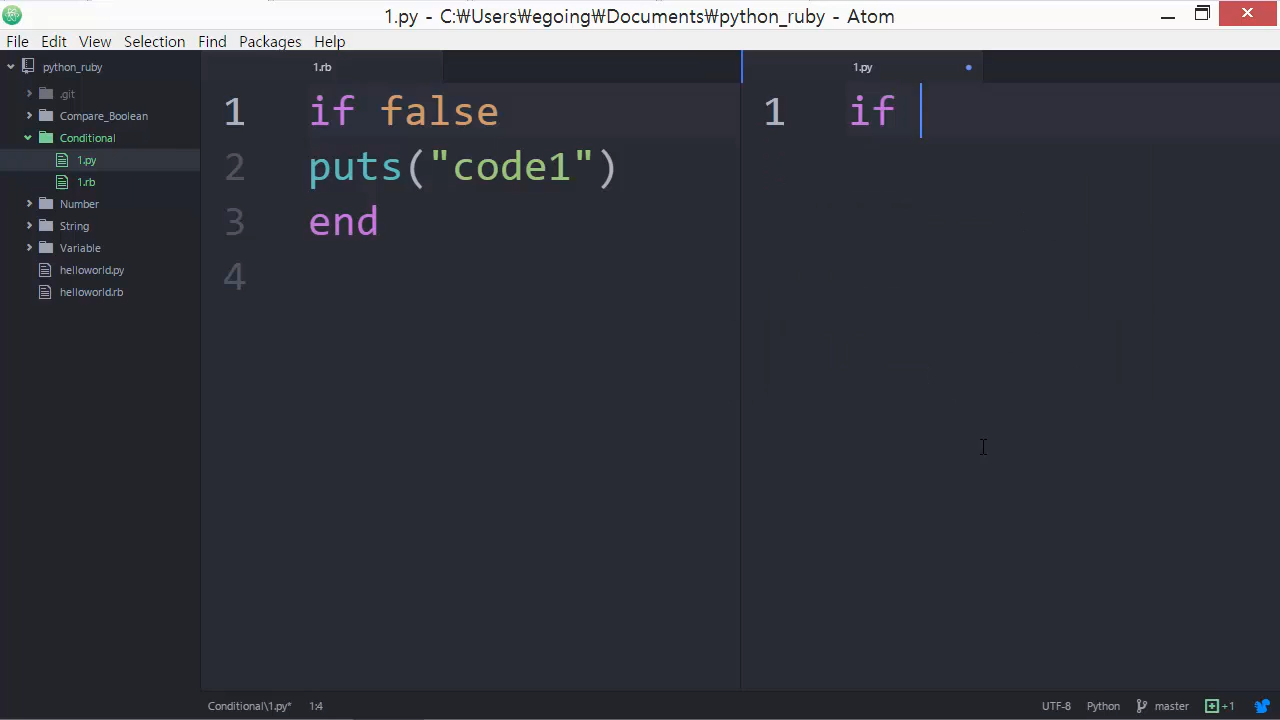 1.py - C:₩Users₩egoing₩Documents₩python_ruby - Atom
File Edit View Selection Find Packages Help
python_ruby
.git
Compare_Boolean
Conditional
1.py
1.rb
Number
String
Variable
helloworld.py
helloworld.rb
1.rb
1 if false
2 puts("code1")
3 end
4
1.py
1 if
Conditional\1.py* 1:4
UTF-8 Python master +1